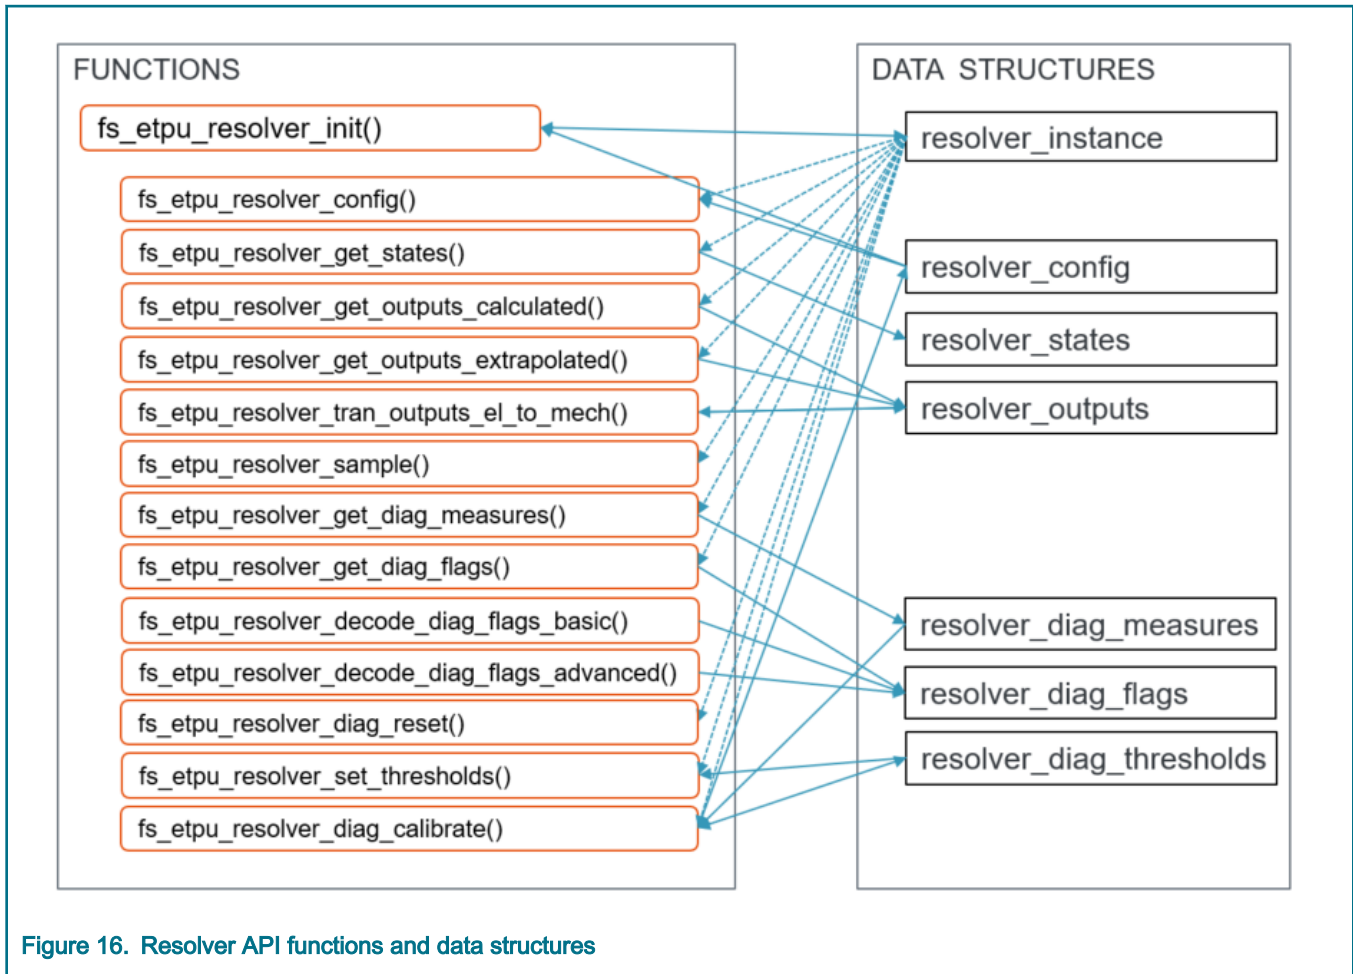 FUNCTIONS
fs_etpu_resolver_init()
fs_etpu_resolver_config()
fs_etpu_resolver_get_states()
fs_etpu_resolver_get_outputs_calculated()
fs_etpu_resolver_get_outputs_extrapolated()
fs_etpu_resolver_tran_outputs_el_to_mech()
fs_etpu_resolver_sample()
fs_etpu_resolver_get_diag_measures()
fs_etpu_resolver_get_diag_flags()
fs_etpu_resolver_decode_diag_flags_basic()
fs_etpu_resolver_decode_diag_flags_advanced()
fs_etpu_resolver_diag_reset()
fs_etpu_resolver_set_thresholds()
fs_etpu_resolver_diag_calibrate()
DATA STRUCTURES
resolver_instance
resolver_config
resolver_states
resolver_outputs
resolver_diag_measures
resolver_diag_flags
resolver_diag_thresholds
Figure 16. Resolver API functions and data structures